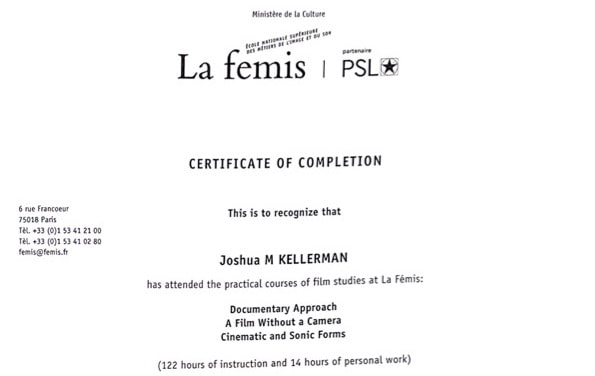 Ministère de la Culture
ÉCOLE NATIONALE SUPÉRIEURE
DES MÉTIERS DE L'IMAGE ET DU SON
La femis
partenaire
PSL
CERTIFICATE OF COMPLETION
6 rue Francoeur
75018 Paris
Tèl. +33 (0)1 53 41 21 00
Tèl. +33 (0)1 53 41 02 80
femis@femis.fr
This is to recognize that
Joshua M KELLERMAN
has attended the practical courses of film studies at La Fémis:
Documentary Approach
A Film Without a Camera
Cinematic and Sonic Forms
(122 hours of instruction and 14 hours of personal work)